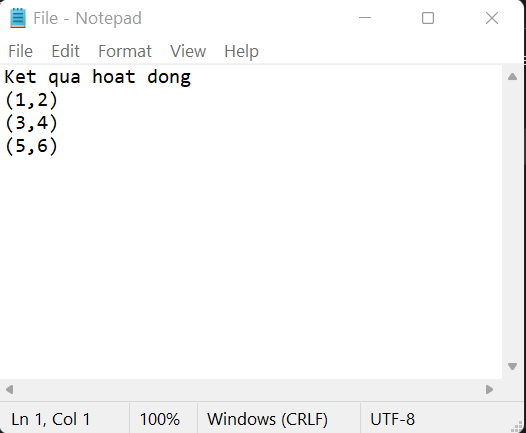 File - Notepad
File Edit Format View Help
Ket qua hoat dong
(1,2)
(3,4)
(5,6)
Ln 1, Col 1 100% Windows (CRLF) UTF-8